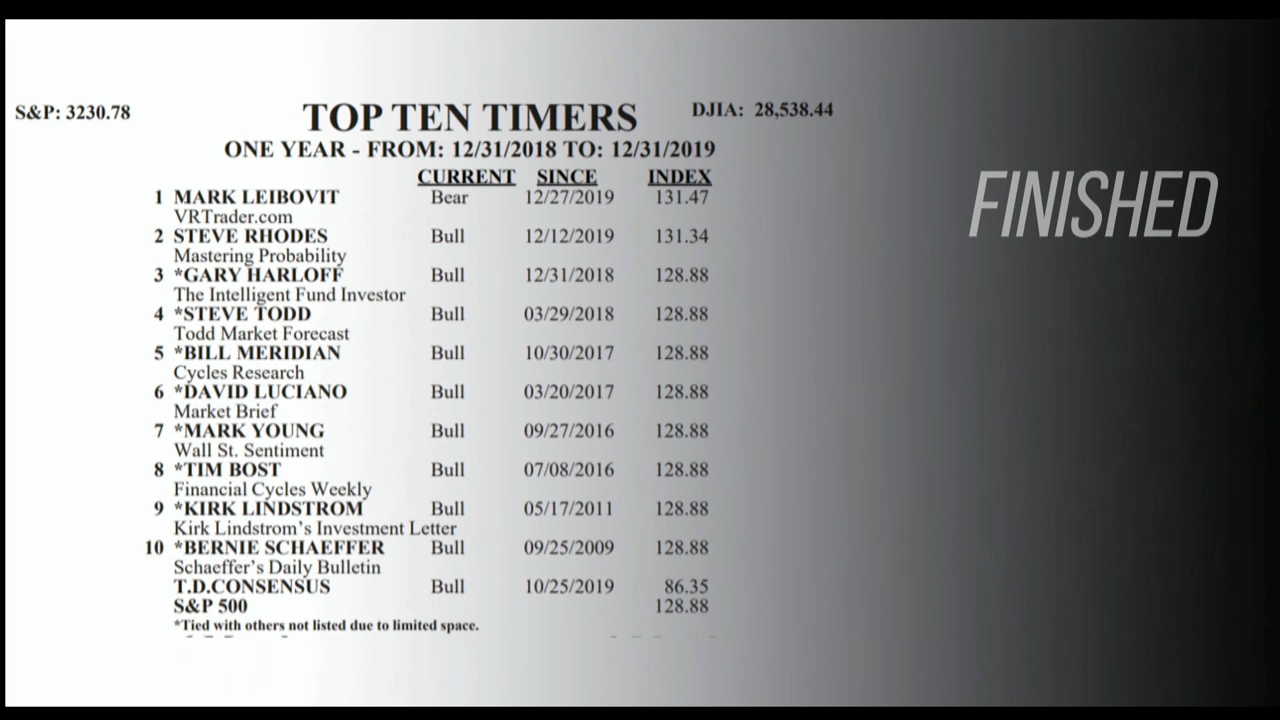 S&P: 3230.78
TOP TEN TIMERS
DJIA: 28,538.44
ONE YEAR - FROM: 12/31/2018 TO: 12/31/2019
CURRENT SINCE INDEX
1 MARK LEIBOVIT Bear 12/27/2019 131.47
VRTrader.com
2 STEVE RHODES Bull 12/12/2019 131.34
Mastering Probability
3 *GARY HARLOFF Bull 12/31/2018 128.88
The Intelligent Fund Investor
4 *STEVE TODD Bull 03/29/2018 128.88
Todd Market Forecast
5 *BILL MERIDIAN Bull 10/30/2017 128.88
Cycles Research
6 *DAVID LUCIANO Bull 03/20/2017 128.88
Market Brief
7 *MARK YOUNG Bull 09/27/2016 128.88
Wall St. Sentiment
8 *TIM BOST Bull 07/08/2016 128.88
Financial Cycles Weekly
9 *KIRK LINDSTROM Bull 05/17/2011 128.88
Kirk Lindstrom's Investment Letter
10 *BERNIE SCHAEFFER Bull 09/25/2009 128.88
Schaeffer's Daily Bulletin
T.D.CONSENSUS Bull 10/25/2019 86.35
S&P 500 128.88
*Tied with others not listed due to limited space.
FINISHED